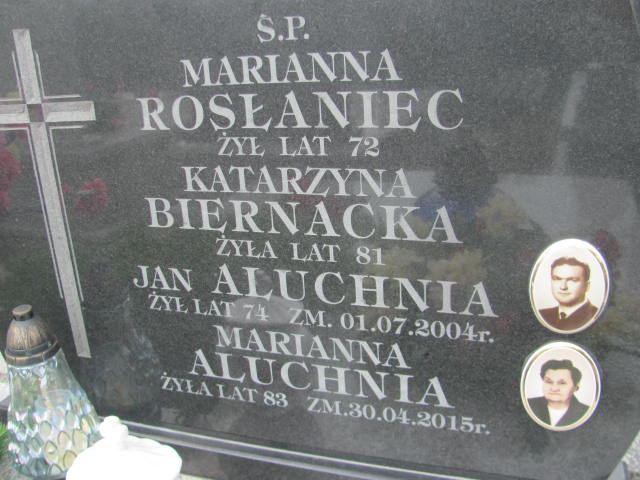 Ś.P.
MARIANNA
ROSŁANIEC
ŻYŁ LAT 72
KATARZYNA
BIERNACKA
ŻYŁA LAT 81
JAN ALUCHNIA
ŻYŁ LAT 74 ZM. 01.07.2004r.
MARIANNA
ALUCHNIA
ŻYŁA LAT 83 ZM.30.04.2015r.